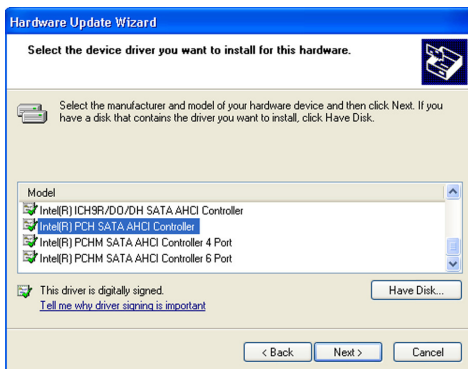 Hardware Update Wizard
Select the device driver you want to install for this hardware.
Select the manufacturer and model of your hardware device and then click Next. If you
have a disk that contains the driver you want to install, click Have Disk.
Model
Intel(R) ICH9R/DO/DH SATA AHCI Controller
Intel(R) PCH SATA AHCI Controller
Intel(R) PCHM SATA AHCI Controller 4 Port
Intel(R) PCHM SATA AHCI Controller 6 Port
This driver is digitally signed.
Have Disk...
Tell me why driver signing is important
< Back
Next >
Cancel